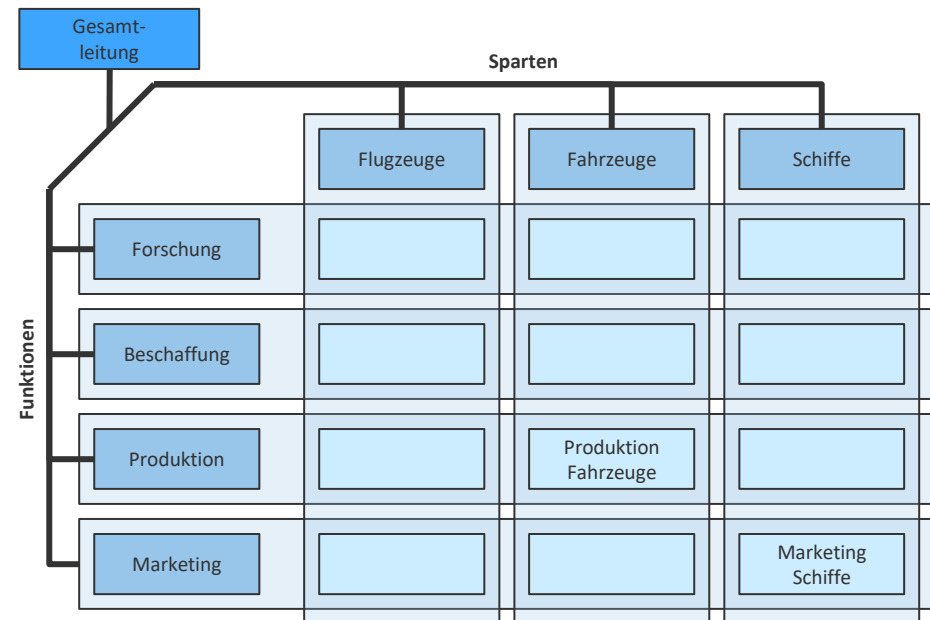 Gesamt-
leitung
Sparten
Flugzeuge
Fahrzeuge
Schiffe
Funktionen
Forschung
Beschaffung
Produktion
Produktion
Fahrzeuge
Marketing
Marketing
Schiffe